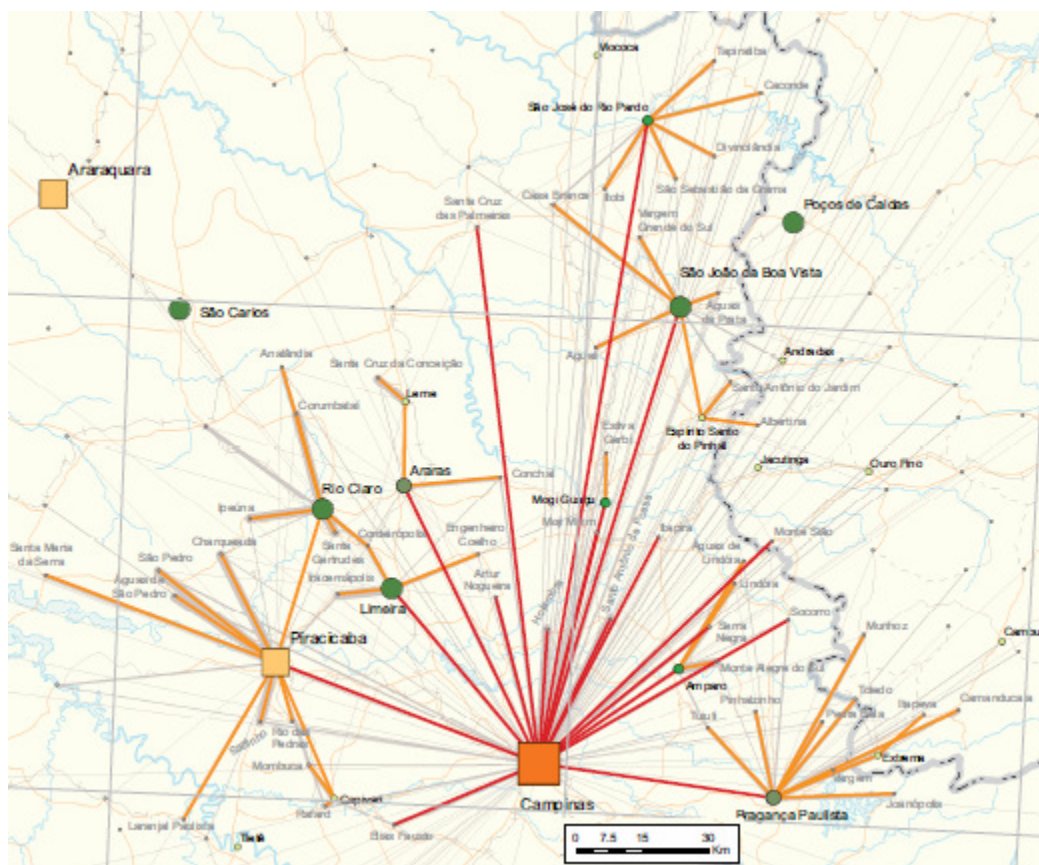 Mococa
Tapiratiba
Caconde
São José do Rio Pardo
Divinolândia
Araraquara
Casa Branca
Itobi
São Sebastião da Grama
Santa Cruz
das Palmeiras
Vargem
Grande do Sul
Poços de Caldas
São João da Boa Vista
São Carlos
Águas
da Prata
Analândia
Santa Cruz da Conceição
Aguaí
Andradas
Leme
Santo Antônio do Jardim
Corumbataí
Estiva
Gerbi
Espírito Santo
do Pinhal
Albertina
Araras
Conchal
Jacutinga
Ouro Fino
Rio Claro
Mogi Guaçu
Ipeúna
Cordeirópolis
Engenheiro
Coelho
Mogi Mirim
Itapira
Monte Sião
Santa Maria
da Serra
São Pedro
Charqueada
Santa
Gertrudes
Santo Antônio de Posse
Águas de
Lindóia
Águas de
São Pedro
Iracemápolis
Artur
Nogueira
Holambra
Lindóia
Limeira
Socorro
Piracicaba
Serra
Negra
Munhoz
Monte Alegre do Sul
Amparo
Pinhalzinho
Toledo
Itapeva
Camanducaia
Saltinho
Rio das
Pedras
Tuiuti
Pedra Bela
Mombuca
Extrema
Vargem
Capivari
Campinas
Joanópolis
Laranjal Paulista
Rafard
Elias Fausto
Bragança Paulista
Tietê
0 7.5 15 30
Km